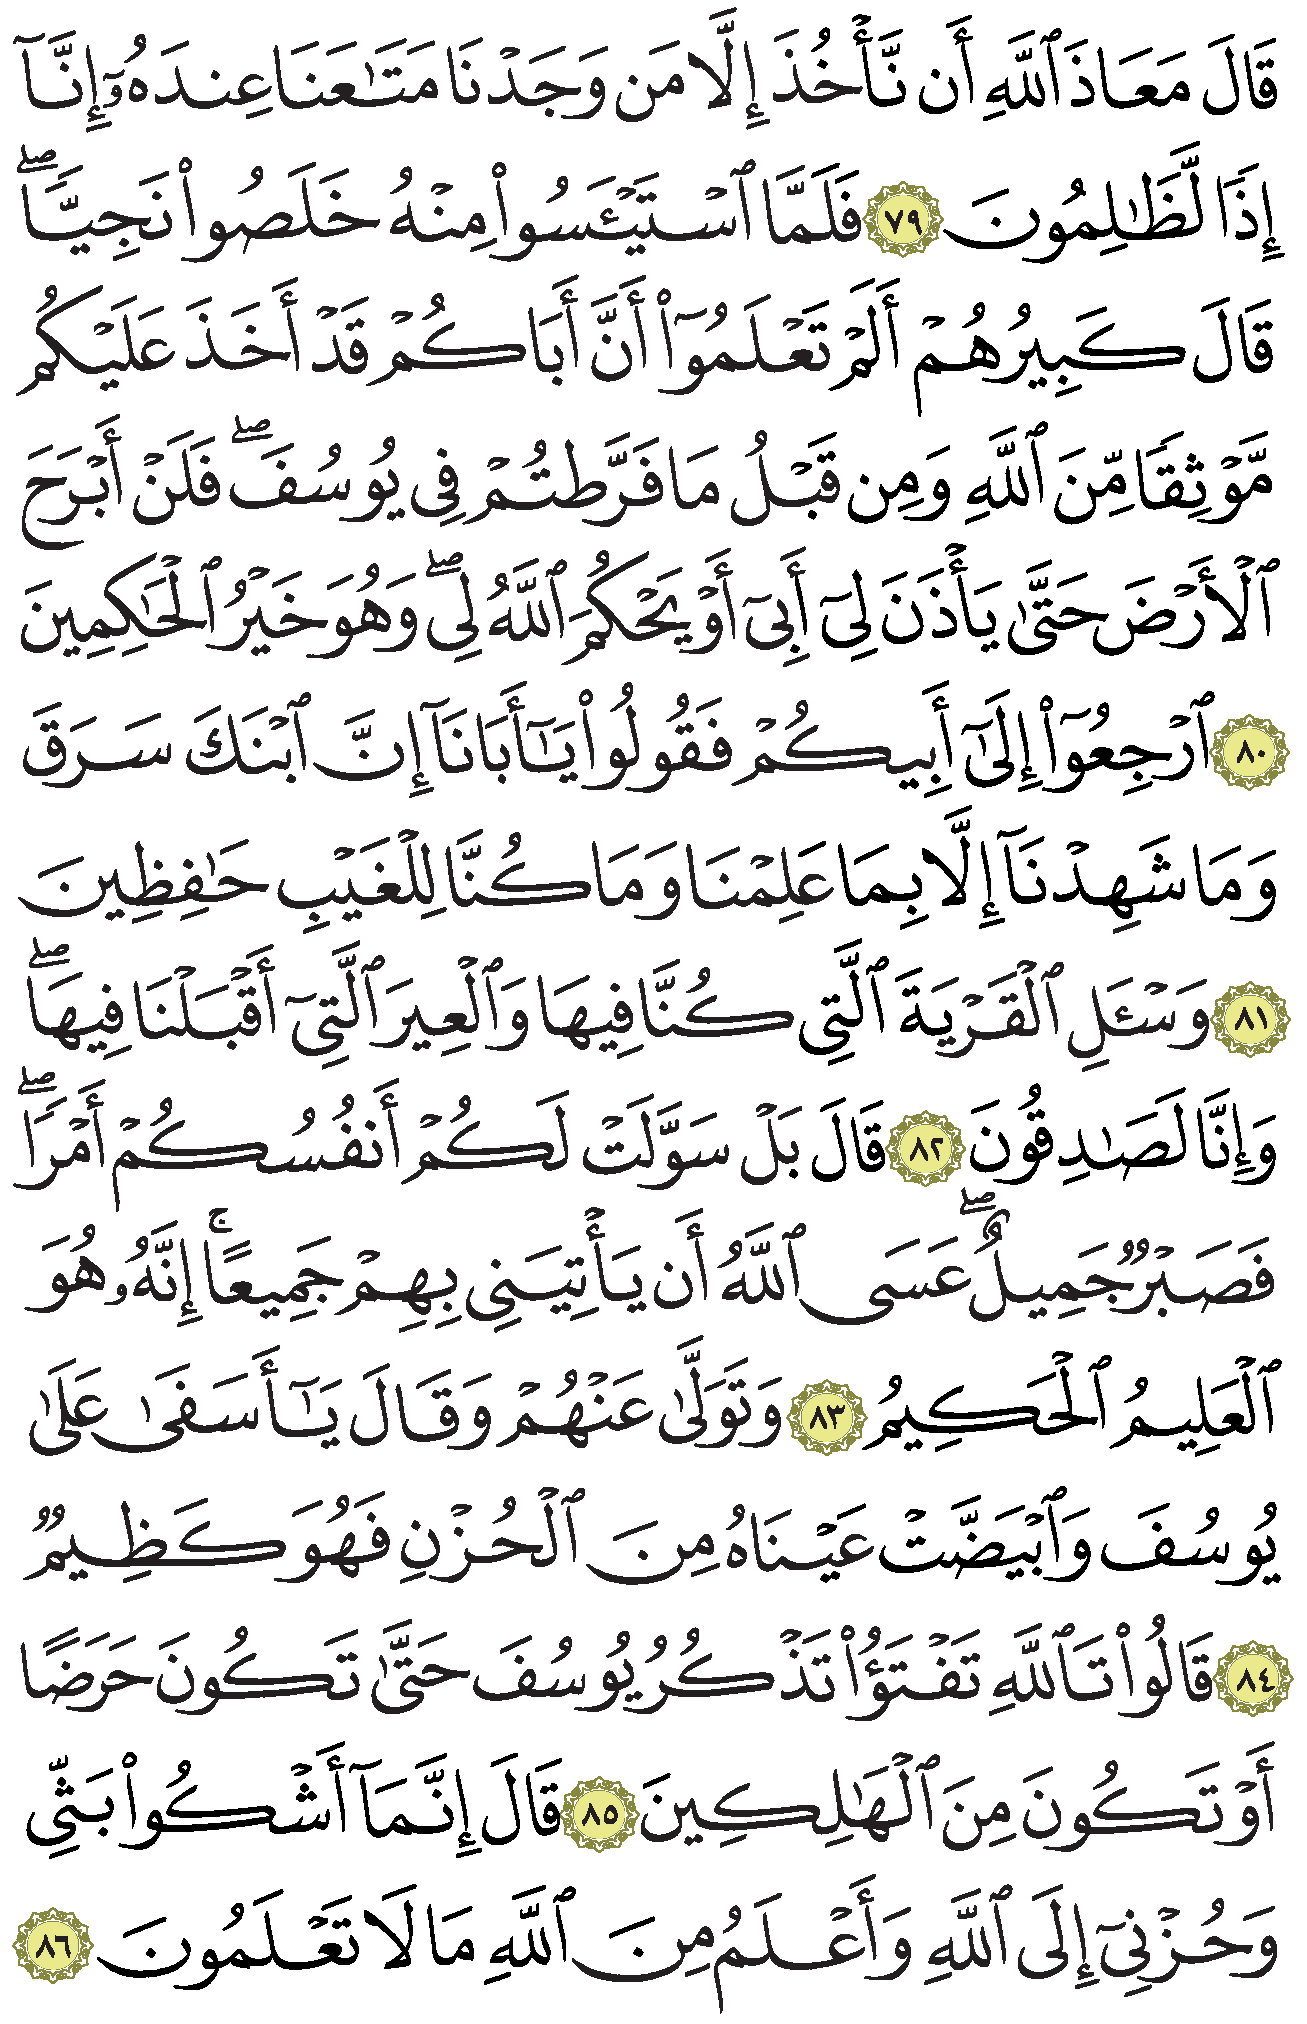 قَالَ مَعَاذَ ٱللَّهِ أَن نَّأۡخُذَ إِلَّا مَن وَجَدۡنَا مَتَٰعَنَا عِندَهُۥٓ إِنَّآ
إِذٗا لَّظَٰلِمُونَ ٧٩ فَلَمَّا ٱسۡتَيۡـَٔسُواْ مِنۡهُ خَلَصُواْ نَجِيّٗاۖ
قَالَ كَبِيرُهُمۡ أَلَمۡ تَعۡلَمُوٓاْ أَنَّ أَبَاكُمۡ قَدۡ أَخَذَ عَلَيۡكُم
مَّوۡثِقٗا مِّنَ ٱللَّهِ وَمِن قَبۡلُ مَا فَرَّطتُمۡ فِي يُوسُفَۖ فَلَنۡ أَبۡرَحَ
ٱلۡأَرۡضَ حَتَّىٰ يَأۡذَنَ لِيٓ أَبِيٓ أَوۡ يَحۡكُمَ ٱللَّهُ لِيۖ وَهُوَ خَيۡرُ ٱلۡحَٰكِمِينَ
٨٠ ٱرۡجِعُوٓاْ إِلَىٰٓ أَبِيكُمۡ فَقُولُواْ يَٰٓأَبَانَآ إِنَّ ٱبۡنَكَ سَرَقَ
وَمَا شَهِدۡنَآ إِلَّا بِمَا عَلِمۡنَا وَمَا كُنَّا لِلۡغَيۡبِ حَٰفِظِينَ
٨١ وَسۡـَٔلِ ٱلۡقَرۡيَةَ ٱلَّتِي كُنَّا فِيهَا وَٱلۡعِيرَ ٱلَّتِيٓ أَقۡبَلۡنَا فِيهَاۖ
وَإِنَّا لَصَٰدِقُونَ ٨٢ قَالَ بَلۡ سَوَّلَتۡ لَكُمۡ أَنفُسُكُمۡ أَمۡرٗاۖ
فَصَبۡرٞ جَمِيلٌۖ عَسَى ٱللَّهُ أَن يَأۡتِيَنِي بِهِمۡ جَمِيعًاۚ إِنَّهُۥ هُوَ
ٱلۡعَلِيمُ ٱلۡحَكِيمُ ٨٣ وَتَوَلَّىٰ عَنۡهُمۡ وَقَالَ يَٰٓأَسَفَىٰ عَلَىٰ
يُوسُفَ وَٱبۡيَضَّتۡ عَيۡنَاهُ مِنَ ٱلۡحُزۡنِ فَهُوَ كَظِيمٞ
٨٤ قَالُواْ تَٱللَّهِ تَفۡتَؤُاْ تَذۡكُرُ يُوسُفَ حَتَّىٰ تَكُونَ حَرَضًا
أَوۡ تَكُونَ مِنَ ٱلۡهَٰلِكِينَ ٨٥ قَالَ إِنَّمَآ أَشۡكُواْ بَثِّي
وَحُزۡنِيٓ إِلَى ٱللَّهِ وَأَعۡلَمُ مِنَ ٱللَّهِ مَا لَا تَعۡلَمُونَ ٨٦